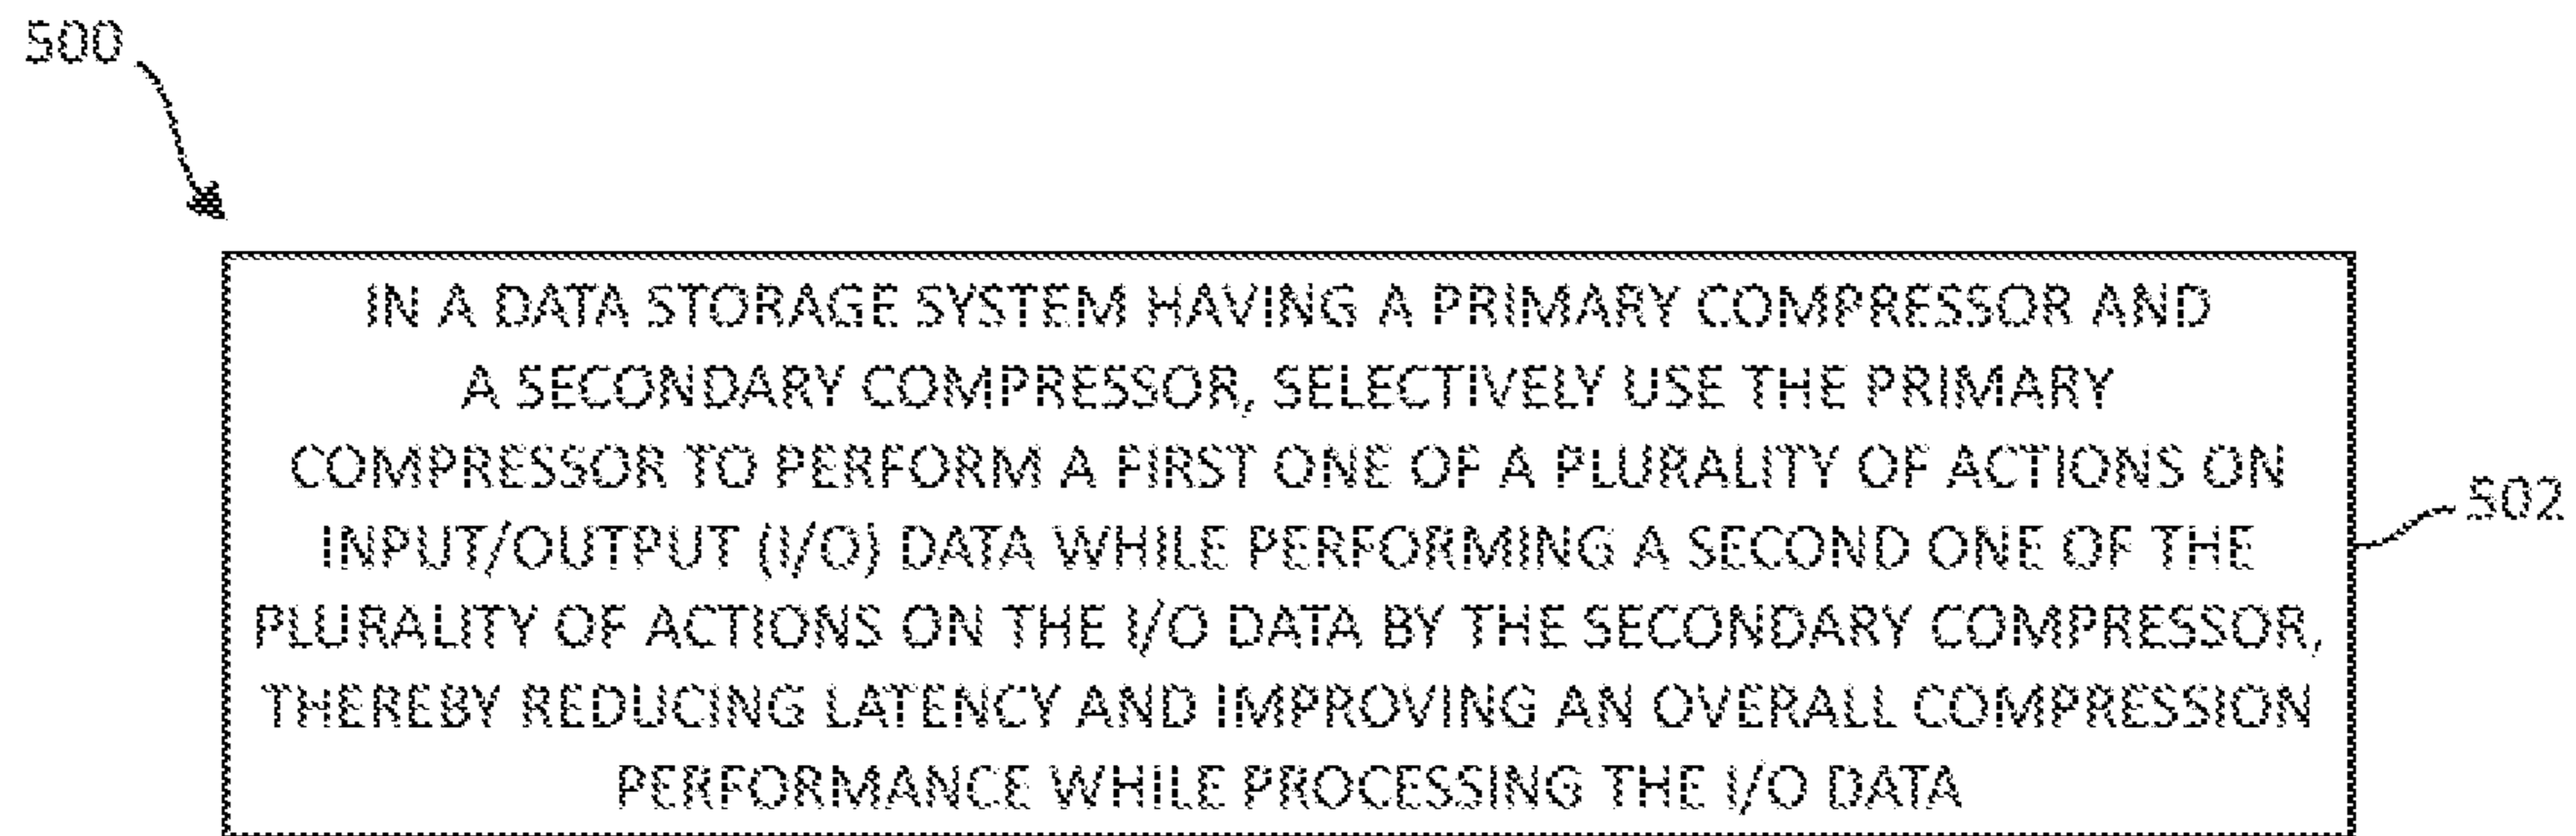 500
IN A DATA STORAGE SYSTEM HAVING A PRIMARY COMPRESSOR AND
A SECONDARY COMPRESSOR, SELECTIVELY USE THE PRIMARY
COMPRESSOR TO PERFORM A FIRST ONE OF A PLURALITY OF ACTIONS ON
INPUT/OUTPUT (I/O) DATA WHILE PERFORMING A SECOND ONE OF THE
PLURALITY OF ACTIONS ON THE I/O DATA BY THE SECONDARY COMPRESSOR,
THEREBY REDUCING LATENCY AND IMPROVING AN OVERALL COMPRESSION
PERFORMANCE WHILE PROCESSING THE I/O DATA
502